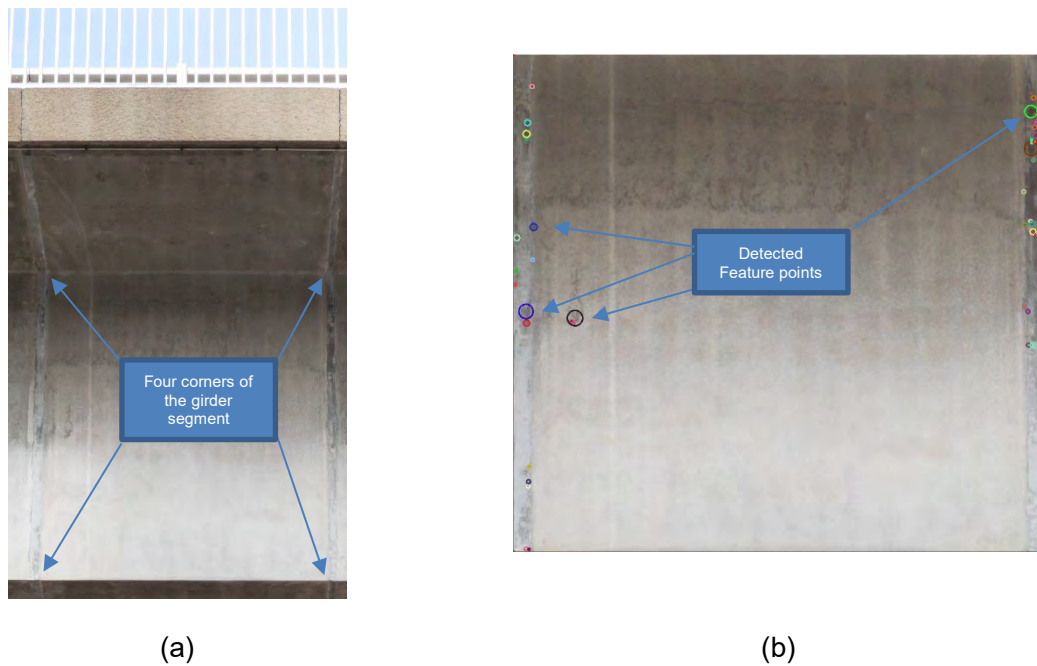 Four corners of
the girder
segment
Detected
Feature points
(a)
(b)